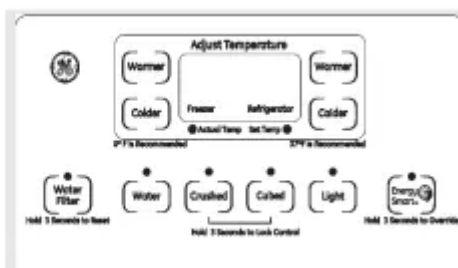 Adjust Temperature
Warmer Warmer
Freezer Refrigerator
Colder Colder
Actual Temp Set Temp
0° F is Recommended 37°F is Recommended
Water Filter
Water
Crushed
Cubed
Light
Energy Smart
Hold 3 Seconds to Reset
Hold 3 Seconds to Lock Control
Hold 3 Seconds to Override